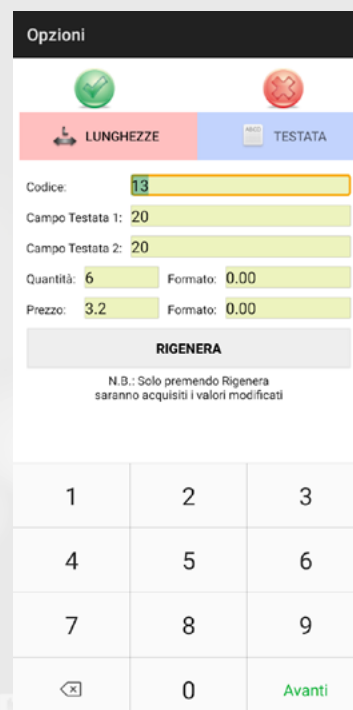 Opzioni
LUNGHEZZE
ABCD TESTATA
Codice: 13
Campo Testata 1: 20
Campo Testata 2: 20
Quantità: 6 Formato: 0.00
Prezzo: 3.2 Formato: 0.00
RIGENERA
N.B.: Solo premendo Rigenera
saranno acquisiti i valori modificati
1 2 3
4 5 6
7 8 9
0 Avanti